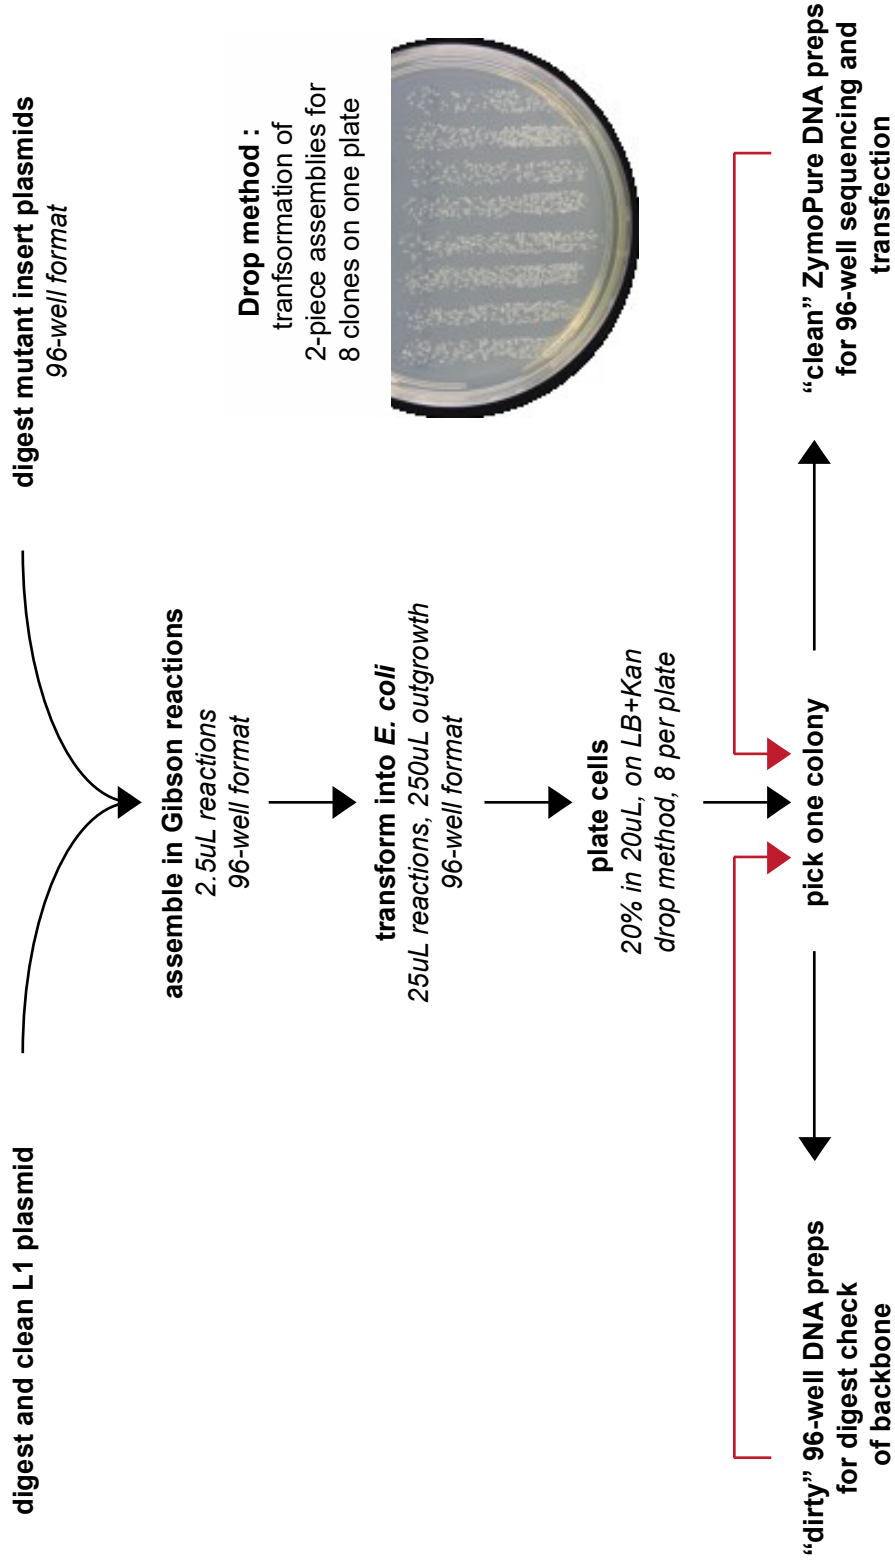 digest and clean L1 plasmid
digest mutant insert plasmids
96-well format
assemble in Gibson reactions
2.5uL reactions
96-well format
Drop method :
tranfsormation of
2-piece assemblies for
8 clones on one plate
transform into E. coli
25uL reactions, 250uL outgrowth
96-well format
plate cells
20% in 20uL, on LB+Kan
drop method, 8 per plate
pick one colony
“dirty” 96-well DNA preps
for digest check
of backbone
“clean” ZymoPure DNA preps
for 96-well sequencing and
transfection